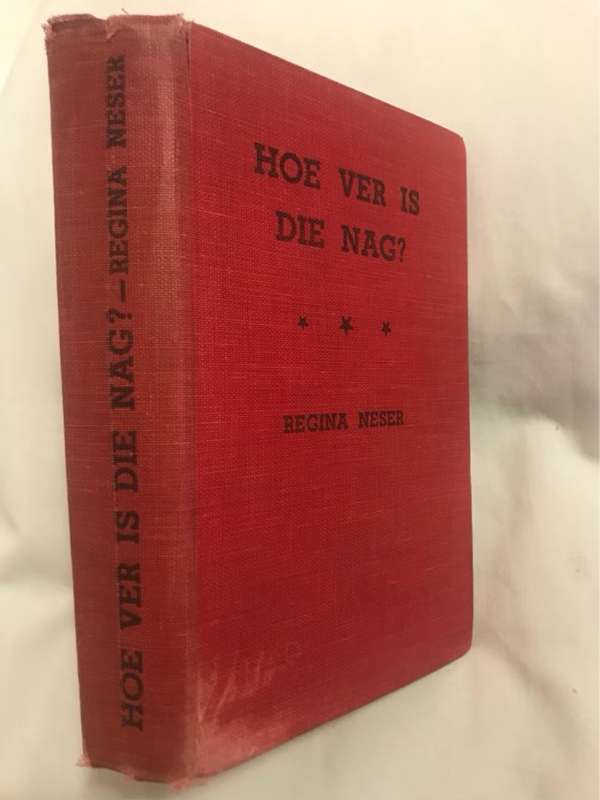 HOE VER IS DIE NAG?—REGINA NESER
HOE VER IS
DIE NAG?
REGINA NESER